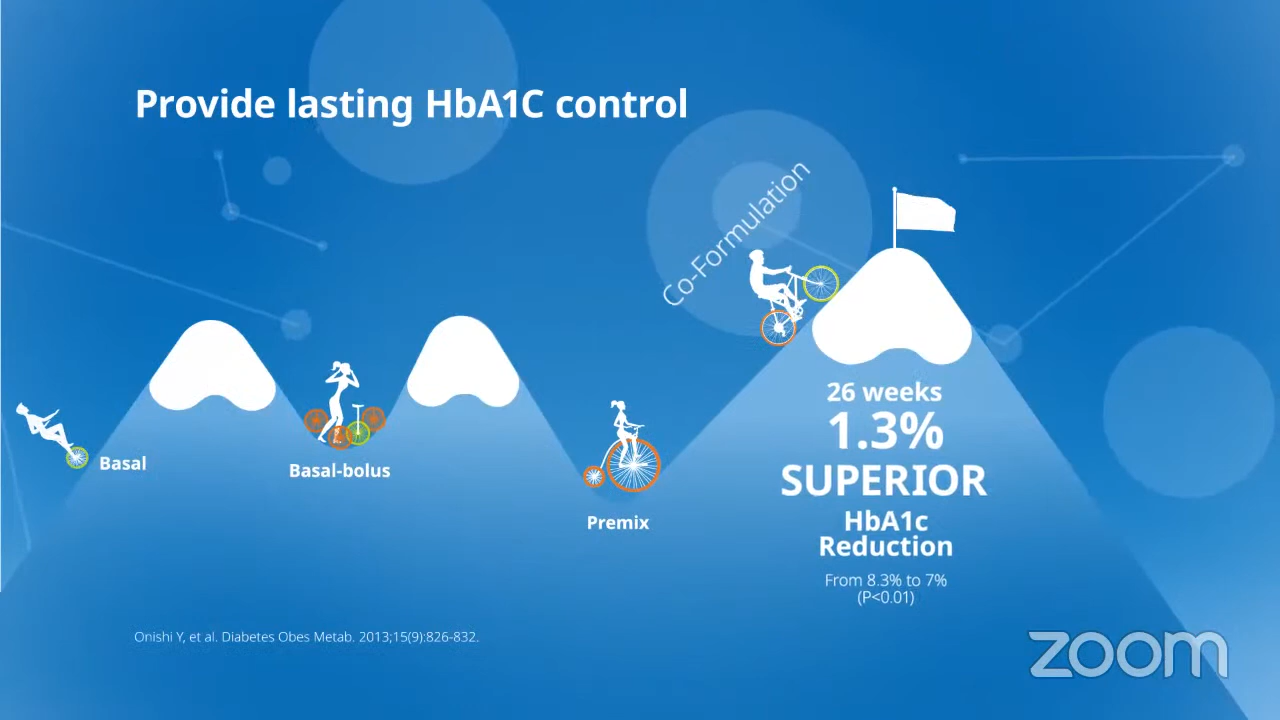 Provide lasting HbA1C control
Co-Formulation
Basal
Basal-bolus
Premix
26 weeks
1.3%
SUPERIOR
HbA1c
Reduction
From 8.3% to 7%
(P<0.01)
Onishi Y, et al. Diabetes Obes Metab. 2013;15(9):826-832.
zoom